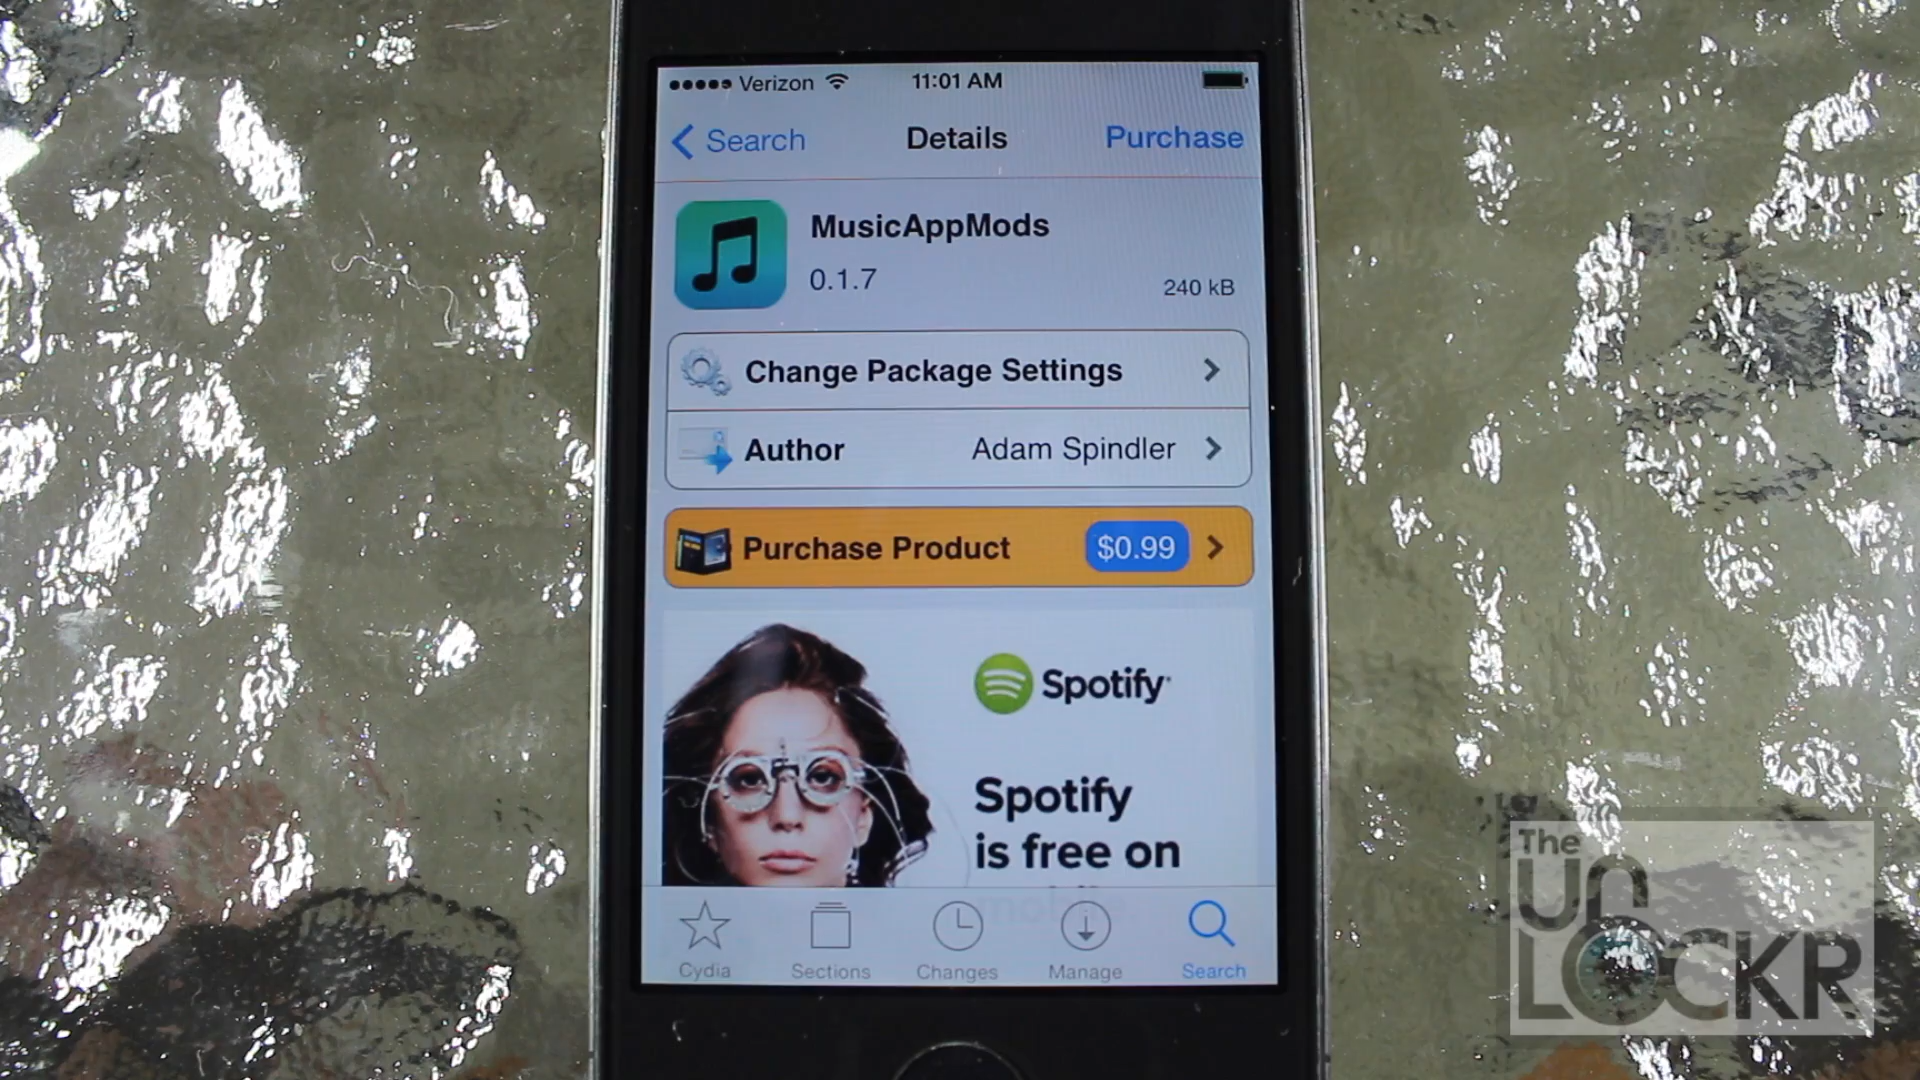 Verizon 11:01 AM
Search Details Purchase
MusicAppMods
0.1.7
240 kB
Change Package Settings
Author Adam Spindler
Purchase Product $0.99
Spotify
Spotify
is free on
mobile.
Cydia Sections Changes Manage Search
The
UN
LOCKR